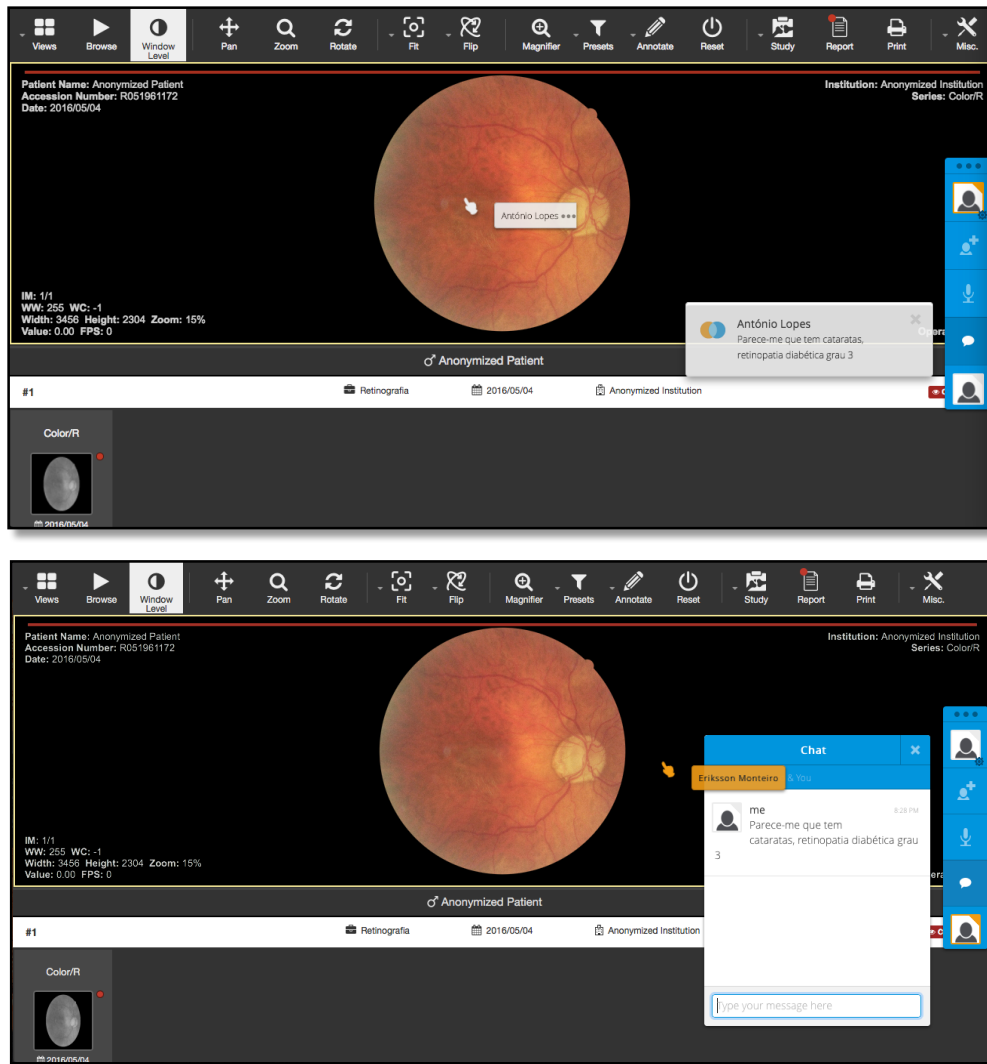 Views Browse Window Level Pan Zoom Rotate Fit Flip Magnifier Presets Annotate Reset Study Report Print Misc.
Patient Name: Anonymized Patient
Accession Number: R051961172
Date: 2016/05/04
Institution: Anonymized Institution
Series: Color/R
António Lopes
IM: 1/1
WW: 255 WC: -1
Width: 3456 Height: 2304 Zoom: 15%
Value: 0.00 FPS: 0
António Lopes
Parece-me que tem cataratas,
retinopatia diabética grau 3
Opera
♂ Anonymized Patient
#1 Retinografia 2016/05/04 Anonymized Institution C
Color/R
2016/05/04
Views Browse Window Level Pan Zoom Rotate Fit Flip Magnifier Presets Annotate Reset Study Report Print Misc.
Patient Name: Anonymized Patient
Accession Number: R051961172
Date: 2016/05/04
Institution: Anonymized Institution
Series: Color/R
Chat
Eriksson Monteiro & You
me 8:28 PM
Parece-me que tem
cataratas, retinopatia diabética grau
3
IM: 1/1
WW: 255 WC: -1
Width: 3456 Height: 2304 Zoom: 15%
Value: 0.00 FPS: 0
♂ Anonymized Patient
#1 Retinografia 2016/05/04 Anonymized Institution C
Color/R
2016/05/04
Type your message here